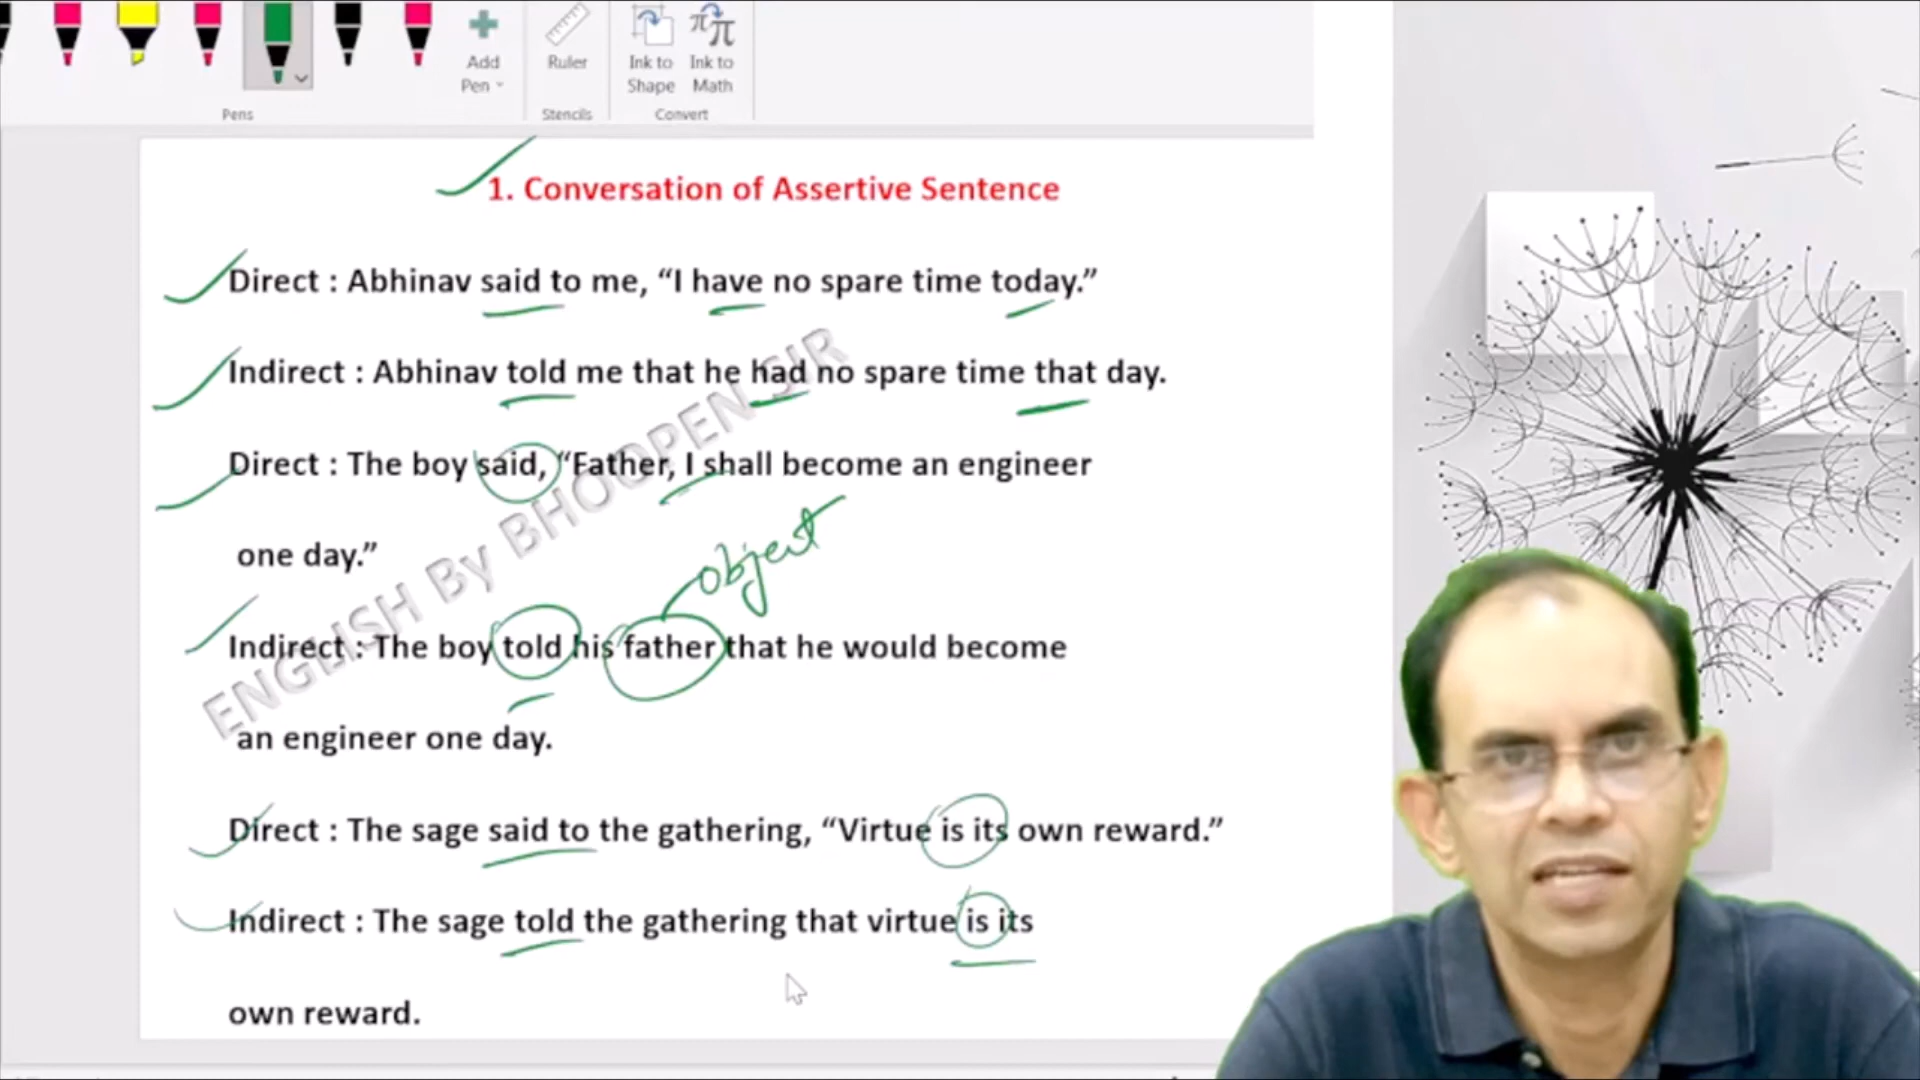 Add
Pen
Ruler
Ink to
Shape
Ink to
Math
Pens
Stencils
Convert
1. Conversation of Assertive Sentence
Direct : Abhinav said to me, “I have no spare time today.”
Indirect : Abhinav told me that he had no spare time that day.
Direct : The boy said, “Father, I shall become an engineer
one day.”
object
Indirect : The boy told his father that he would become
an engineer one day.
Direct : The sage said to the gathering, “Virtue is its own reward.”
Indirect : The sage told the gathering that virtue is its
own reward.
ENGLISH By BHOOPEN SIR